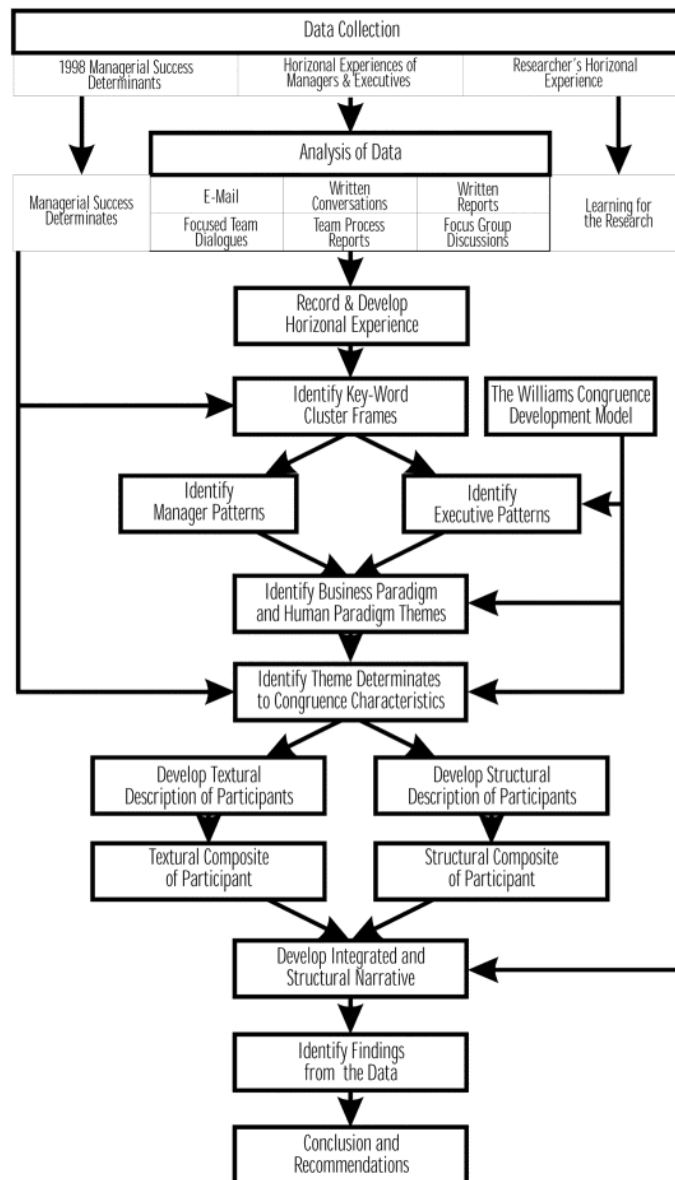 Data Collection
1998 Managerial Success
Determinants
Horizonal Experiences of
Managers & Executives
Researcher's Horizonal
Experience
Analysis of Data
Managerial Success
Determinates
E-Mail
Written
Conversations
Written
Reports
Focused Team
Dialogues
Team Process
Reports
Focus Group
Discussions
Learning for
the Research
Record & Develop
Horizonal Experience
Identify Key-Word
Cluster Frames
The Williams Congruence
Development Model
Identify
Manager Patterns
Identify
Executive Patterns
Identify Business Paradigm
and Human Paradigm Themes
Identify Theme Determinates
to Congruence Characteristics
Develop Textural
Description of Participants
Develop Structural
Description of Participants
Textural Composite
of Participant
Structural Composite
of Participant
Develop Integrated and
Structural Narrative
Identify Findings
from the Data
Conclusion and
Recommendations